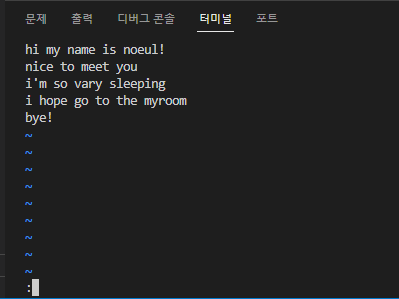 문제 출력 디버그 콘솔 터미널 포트
hi my name is noeul!
nice to meet you
i'm so vary sleeping
i hope go to the myroom
bye!
~
~
~
~
~
~
~
~
~
: